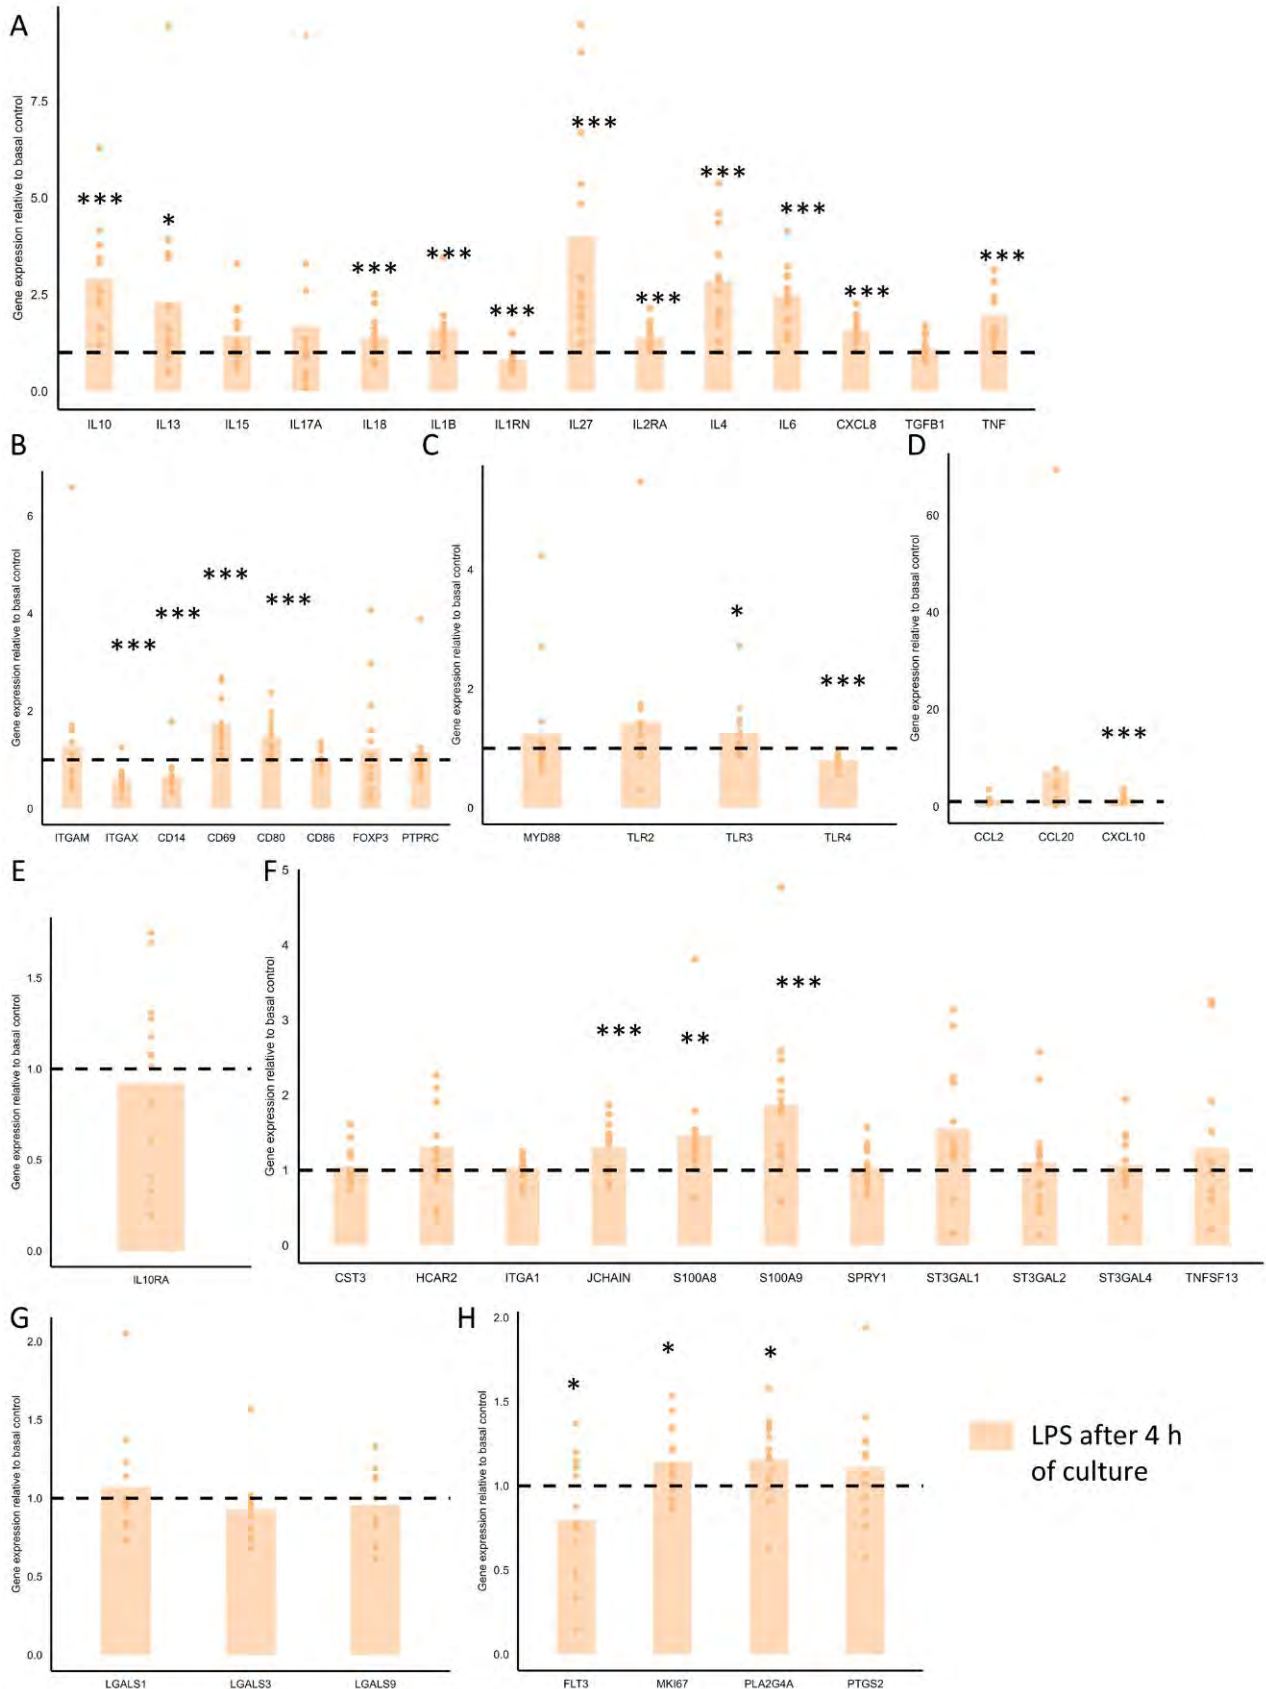 A
Gene expression relative to basal control
7.5
5.0
2.5
0.0
*** * *** *** *** *** *** *** *** *** ***
IL10 IL13 IL15 IL17A IL18 IL1B IL1RN IL27 IL2RA IL4 IL6 CXCL8 TGFB1 TNF
B
Gene expression relative to basal control
6
4
2
0
*** *** *** ***
ITGAM ITGAX CD14 CD69 CD80 CD86 FOXP3 PTPRC
C
Gene expression relative to basal control
4
2
0
* ***
MYD88 TLR2 TLR3 TLR4
D
Gene expression relative to basal control
60
40
20
0
***
CCL2 CCL20 CXCL10
E
Gene expression relative to basal control
1.5
1.0
0.5
0.0
IL10RA
F
Gene expression relative to basal control
5
4
3
2
1
0
*** ** ***
CST3 HCAR2 ITGA1 JCHAIN S100A8 S100A9 SPRY1 ST3GAL1 ST3GAL2 ST3GAL4 TNFSF13
G
Gene expression relative to basal control
2.0
1.5
1.0
0.5
0.0
LGALS1 LGALS3 LGALS9
H
Gene expression relative to basal control
2.0
1.5
1.0
0.5
0.0
* * *
FLT3 MKI67 PLA2G4A PTGS2
LPS after 4 h
of culture